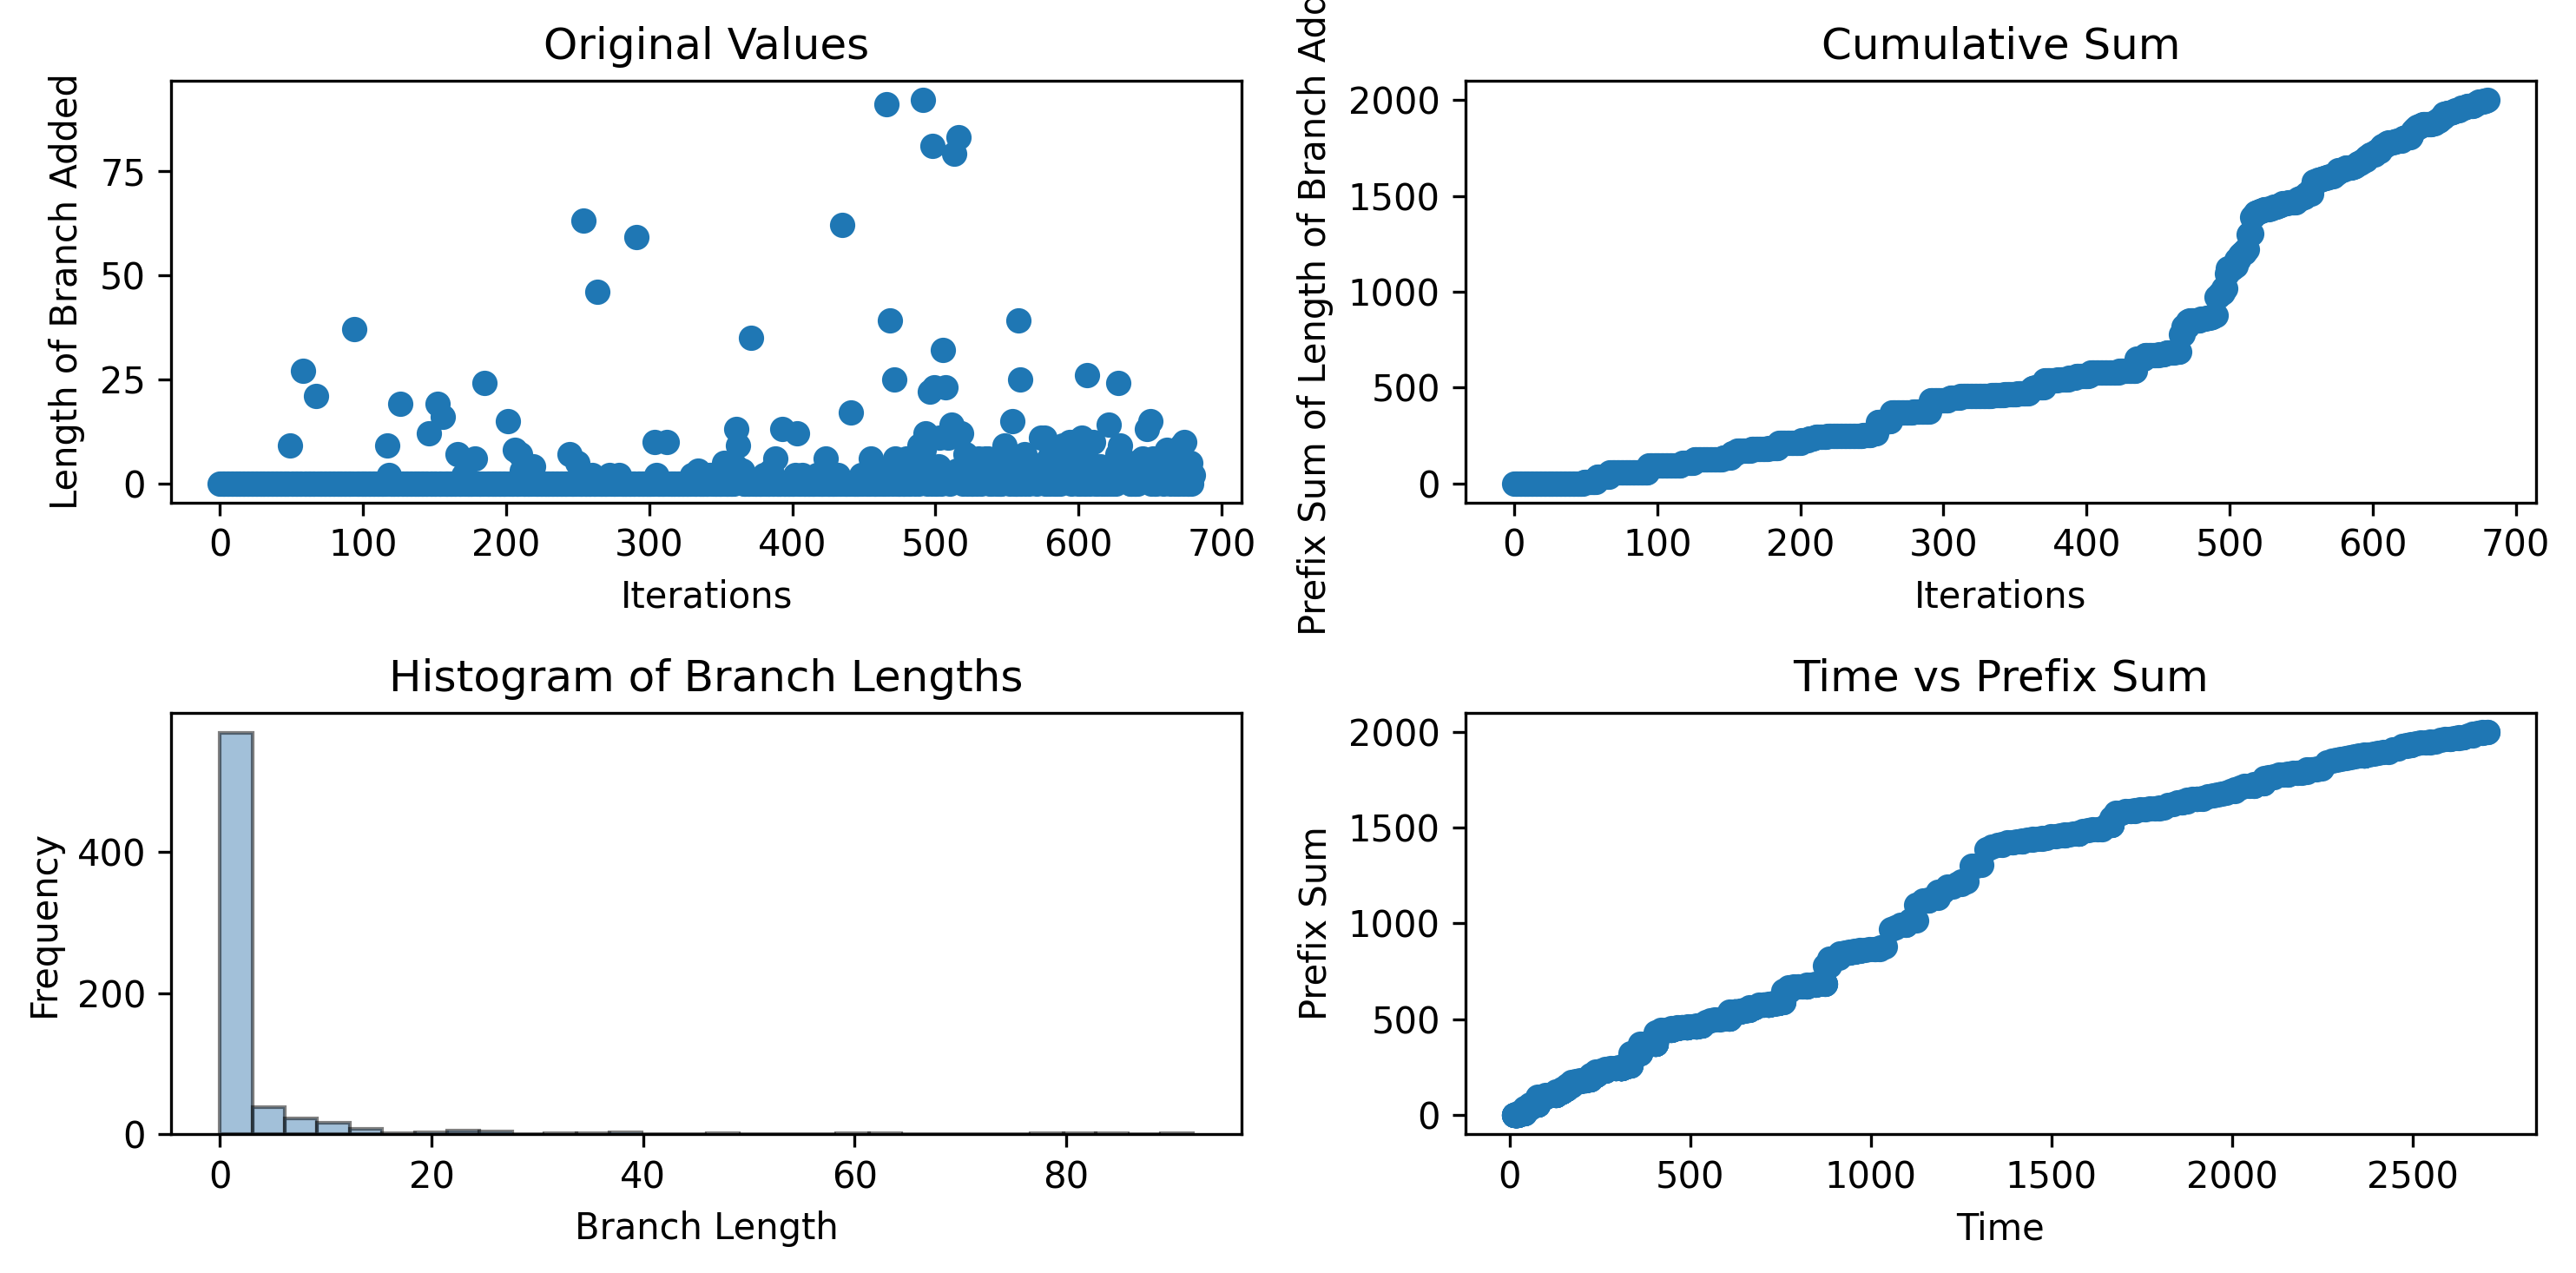 Original Values
Length of Branch Added
0
25
50
75
0 100 200 300 400 500 600 700
Iterations
Cumulative Sum
Prefix Sum of Length of Branch
0
500
1000
1500
2000
0 100 200 300 400 500 600 700
Iterations
Histogram of Branch Lengths
Frequency
0
200
400
0 20 40 60 80
Branch Length
Time vs Prefix Sum
Prefix Sum
0
500
1000
1500
2000
0 500 1000 1500 2000 2500
Time